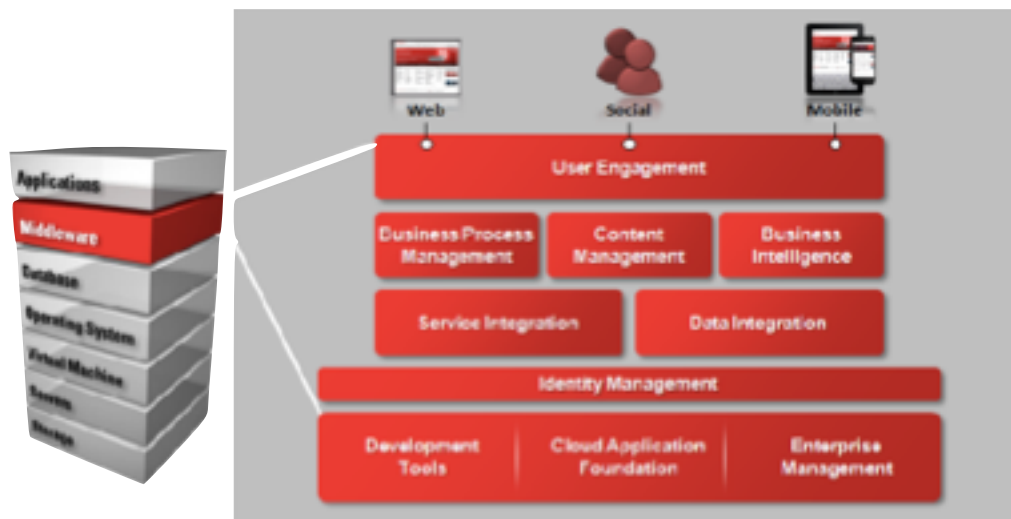 Web
Social
Mobile
User Engagement
Business Process
Management
Content
Management
Business
Intelligence
Service Integration
Data Integration
Identity Management
Development
Tools
Cloud Application
Foundation
Enterprise
Management
Applications
Middleware
Database
Operating System
Virtual Machine
Servers
Storage